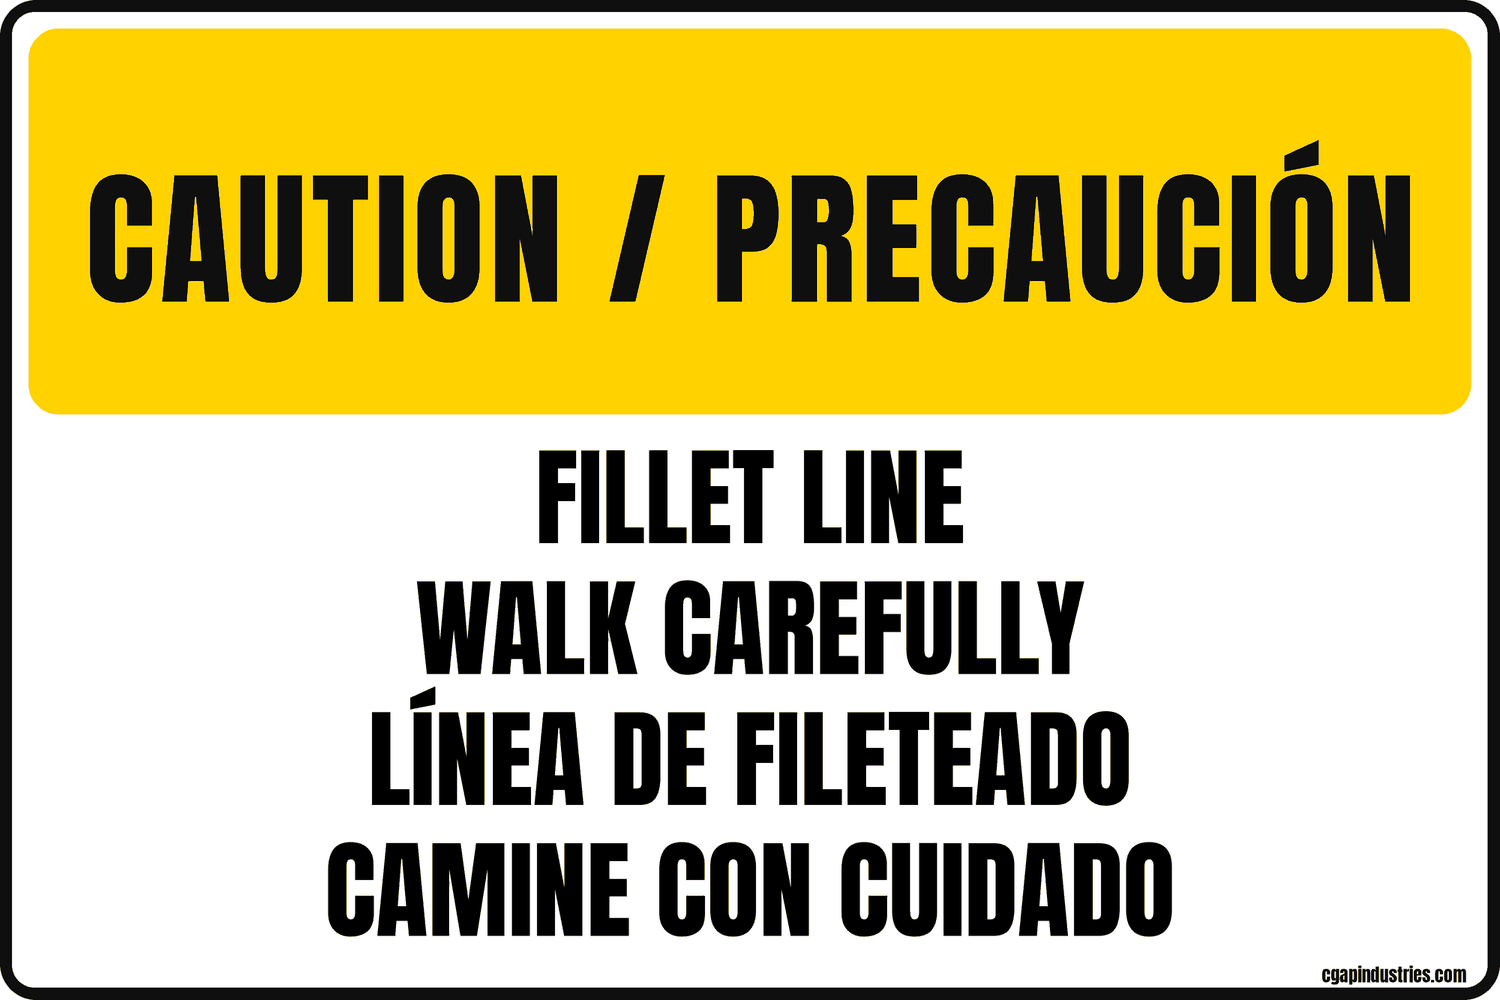 CAUTION / PRECAUCIÓN
FILLET LINE
WALK CAREFULLY
LÍNEA DE FILETEADO
CAMINE CON CUIDADO
cgapindustries.com